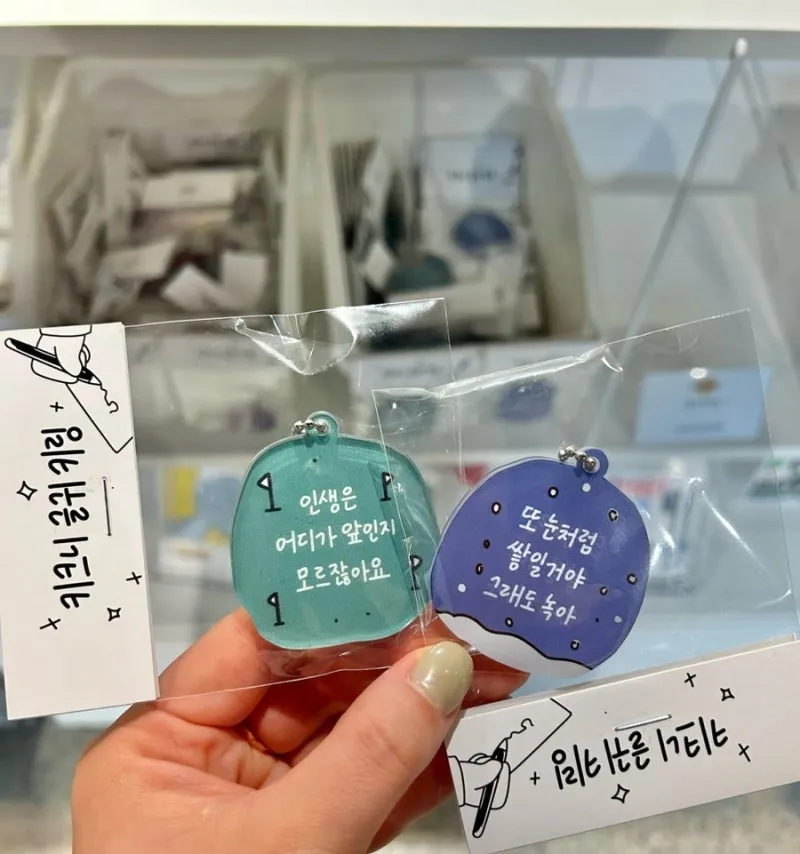 인생은
어디가 앞인지
모르잖아요
또 눈처럼
쌓일거야
그래도 녹아